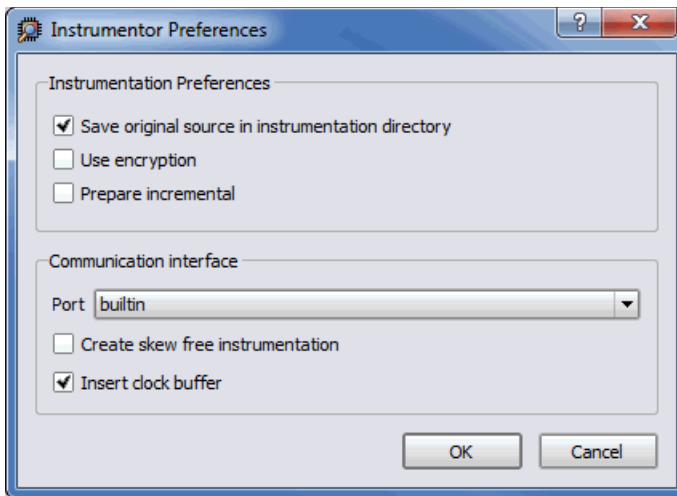 Instrumentor Preferences
Instrumentation Preferences
Save original source in instrumentation directory
Use encryption
Prepare incremental
Communication interface
Port builtin
Create skew free instrumentation
Insert clock buffer
OK Cancel